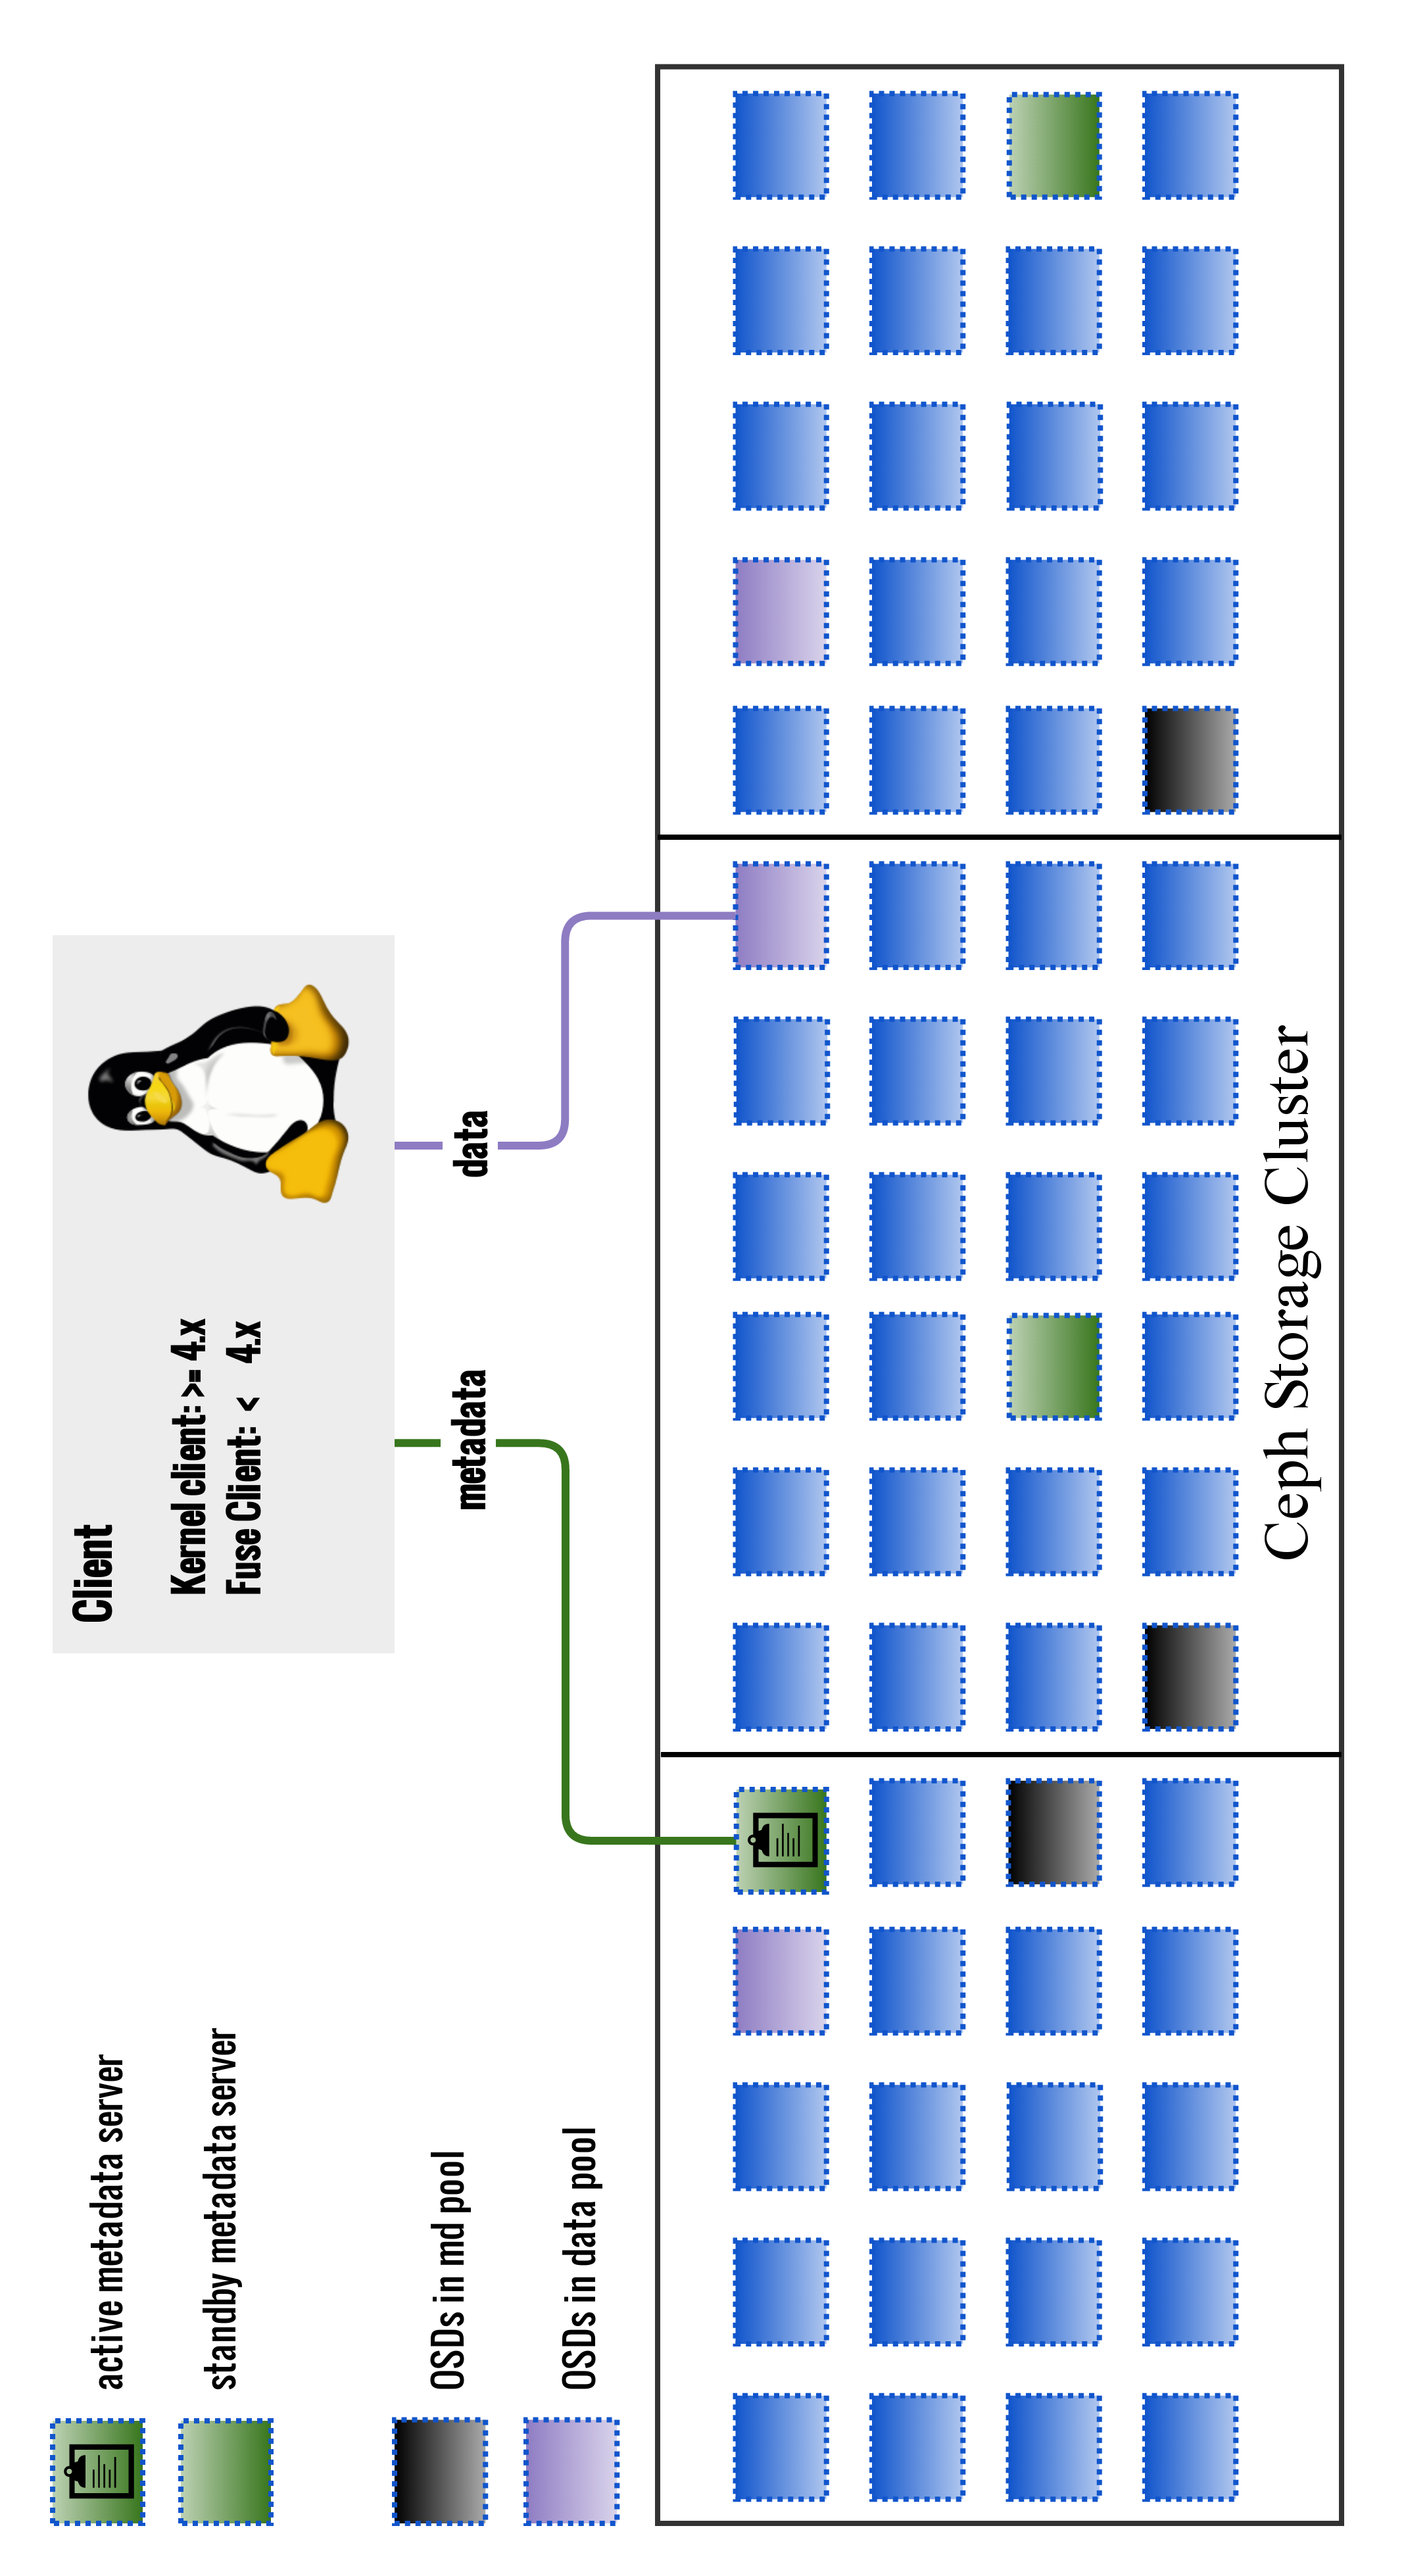 active metadata server
standby metadata server
OSDs in md pool
OSDs in data pool
Client
Kernel client: >= 4.x
Fuse Client: < 4.x
metadata
data
Ceph Storage Cluster